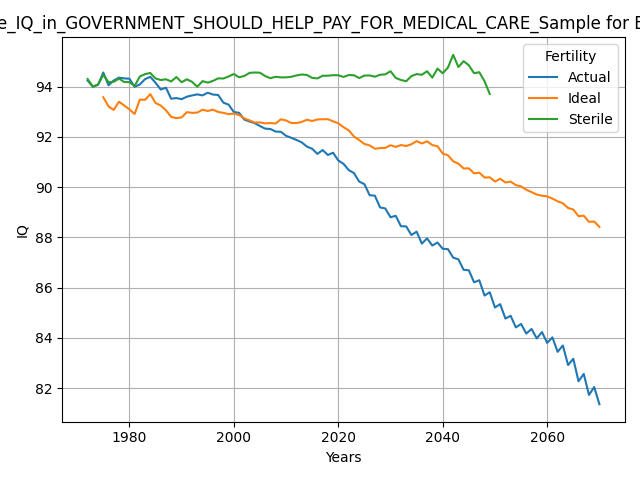 e_IQ_in_GOVERNMENT_SHOULD_HELP_PAY_FOR_MEDICAL_CARE_Sample for
Fertility
Actual
Ideal
Sterile
IQ
94
92
90
88
86
84
82
1980
2000
2020
2040
2060
Years